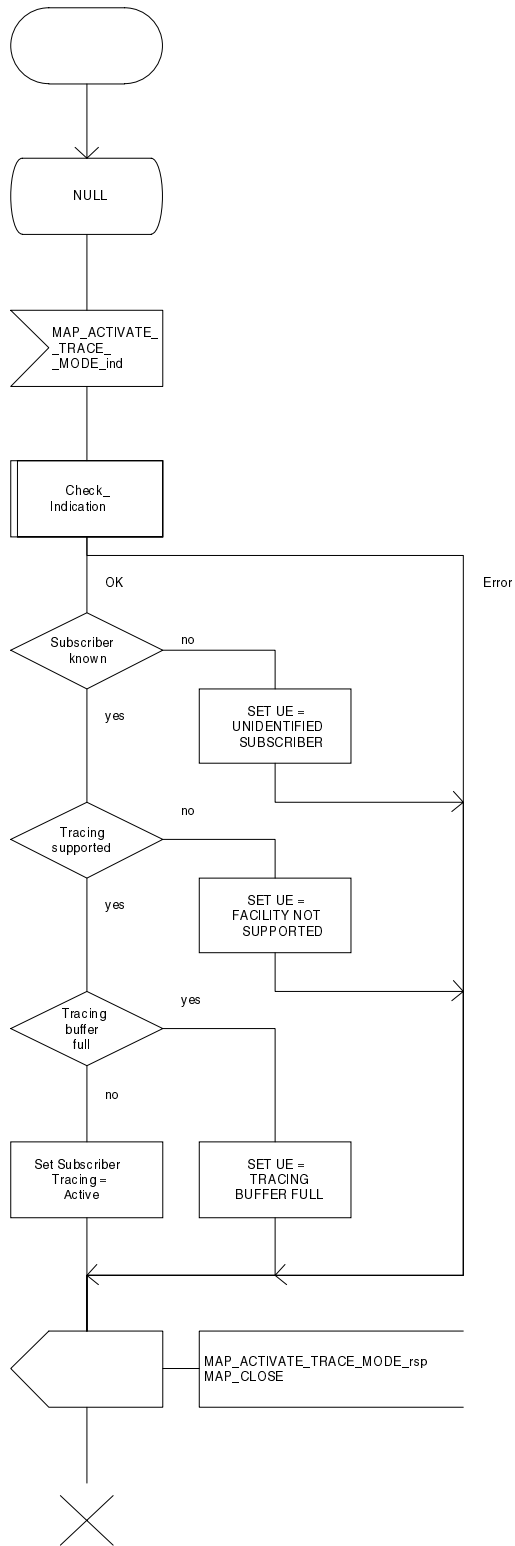 NULL
MAP_ACTIVATE_
_TRACE_
_MODE_ind
Check_
Indication
OK
Error
Subscriber
known
no
SET UE =
UNIDENTIFIED
SUBSCRIBER
yes
Tracing
supported
no
SET UE =
FACILITY NOT
SUPPORTED
yes
Tracing
buffer
full
yes
no
Set Subscriber
Tracing =
Active
SET UE =
TRACING
BUFFER FULL
MAP_ACTIVATE_TRACE_MODE_rsp
MAP_CLOSE